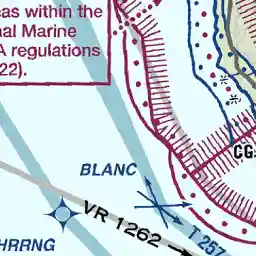 eas within the
nal Marine
A regulations
22).
CG
BLANC
VR 1262
HRRNG
T 257